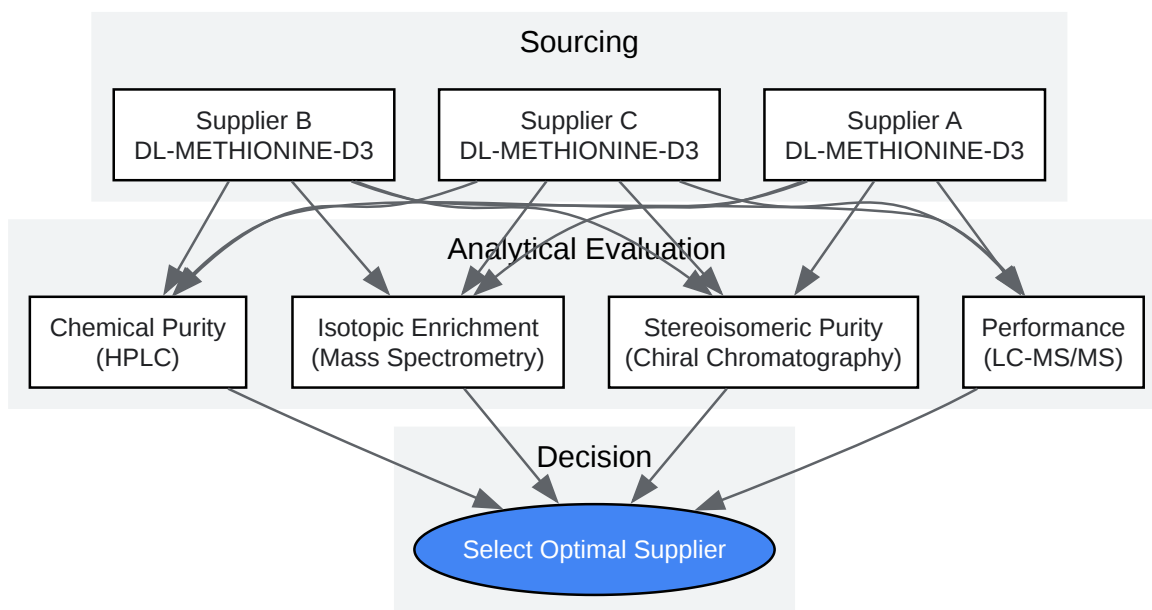 Sourcing
Supplier B
DL-METHIONINE-D3
Supplier C
DL-METHIONINE-D3
Supplier A
DL-METHIONINE-D3
Analytical Evaluation
Chemical Purity
(HPLC)
Isotopic Enrichment
(Mass Spectrometry)
Stereoisomeric Purity
(Chiral Chromatography)
Performance
(LC-MS/MS)
Decision
Select Optimal Supplier